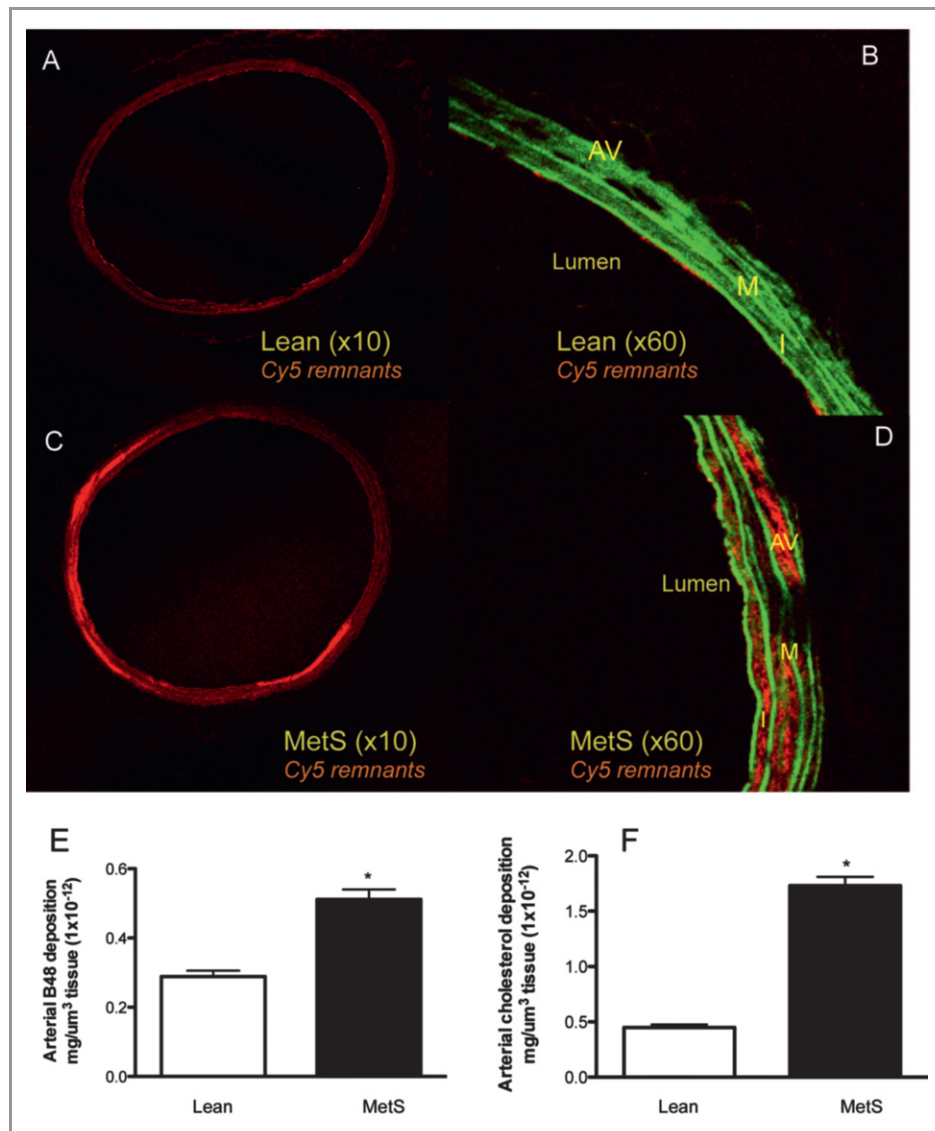 A
B
AV
Lumen
M
I
Lean (x10)
Cy5 remnants
Lean (x60)
Cy5 remnants
C
D
AV
Lumen
M
I
MetS (x10)
Cy5 remnants
MetS (x60)
Cy5 remnants
E
Arterial B48 deposition
mg/um³ tissue (1x10⁻¹²)
0.6
0.4
0.2
0.0
*
Lean
MetS
F
Arterial cholesterol deposition
mg/um³ tissue (1x10⁻¹²)
2.0
1.5
1.0
0.5
0.0
*
Lean
MetS